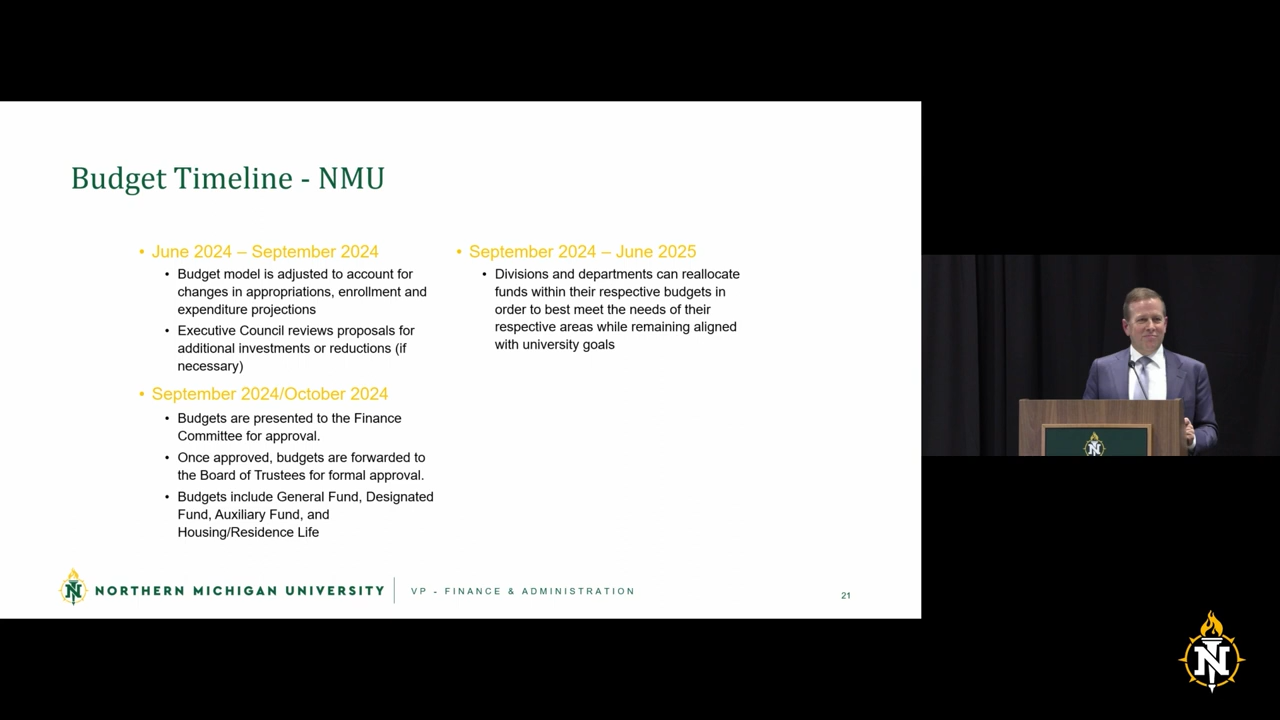 Budget Timeline - NMU
• June 2024 – September 2024
• Budget model is adjusted to account for
changes in appropriations, enrollment and
expenditure projections
• Executive Council reviews proposals for
additional investments or reductions (if
necessary)
• September 2024/October 2024
• Budgets are presented to the Finance
Committee for approval.
• Once approved, budgets are forwarded to
the Board of Trustees for formal approval.
• Budgets include General Fund, Designated
Fund, Auxiliary Fund, and
Housing/Residence Life
• September 2024 – June 2025
• Divisions and departments can reallocate
funds within their respective budgets in
order to best meet the needs of their
respective areas while remaining aligned
with university goals
N NORTHERN MICHIGAN UNIVERSITY
VP - FINANCE & ADMINISTRATION
21
N
N